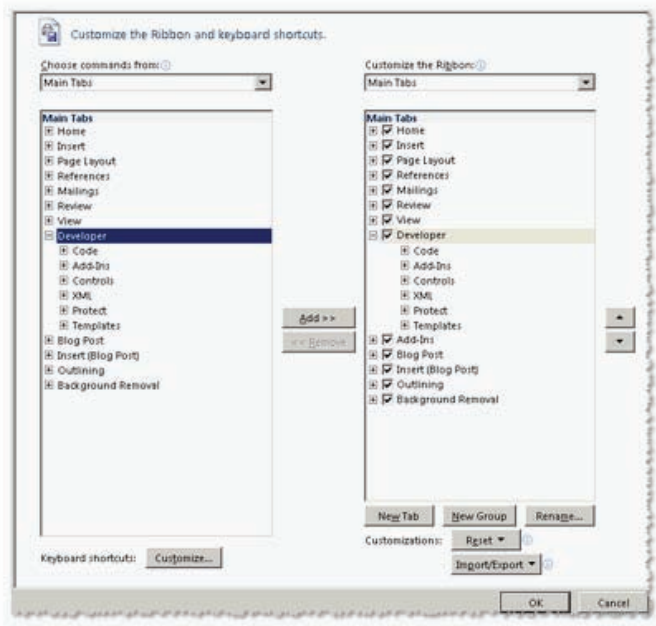 Customize the Ribbon and keyboard shortcuts.
Choose commands from:
Main Tabs
Main Tabs
Home
Insert
Page Layout
References
Mailings
Review
View
Developer
Code
Add-Ins
Controls
XML
Protect
Templates
Blog Post
Insert (Blog Post)
Outlining
Background Removal
Keyboard shortcuts: Customize...
Add >>
<< Remove
Customize the Ribbon:
Main Tabs
Main Tabs
Home
Insert
Page Layout
References
Mailings
Review
View
Developer
Code
Add-Ins
Controls
XML
Protect
Templates
Add-Ins
Blog Post
Insert (Blog Post)
Outlining
Background Removal
New Tab New Group Rename...
Customizations: Reset
Import/Export
OK Cancel